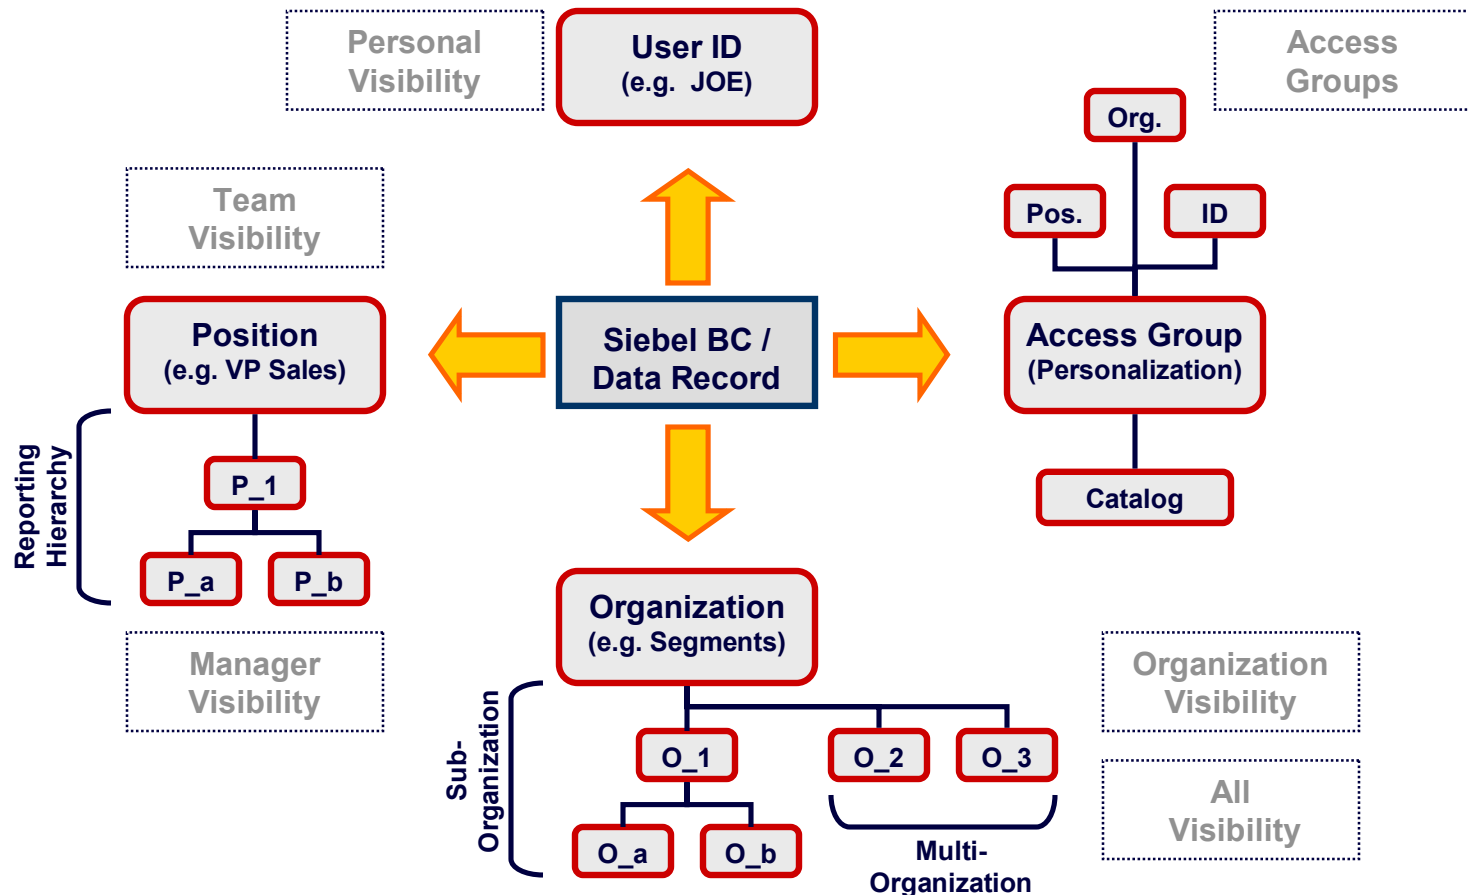 Personal
Visibility
User ID
(e.g.  JOE)
Access
Groups
Org.
Pos.
ID
Team
Visibility
Position
(e.g. VP Sales)
Siebel BC /
Data Record
Access Group
(Personalization)
Catalog
Reporting
Hierarchy
P_1
P_a
P_b
Manager
Visibility
Organization
(e.g. Segments)
Sub-
Organization
O_1
O_2
O_3
O_a
O_b
Multi-
Organization
Organization
Visibility
All
Visibility